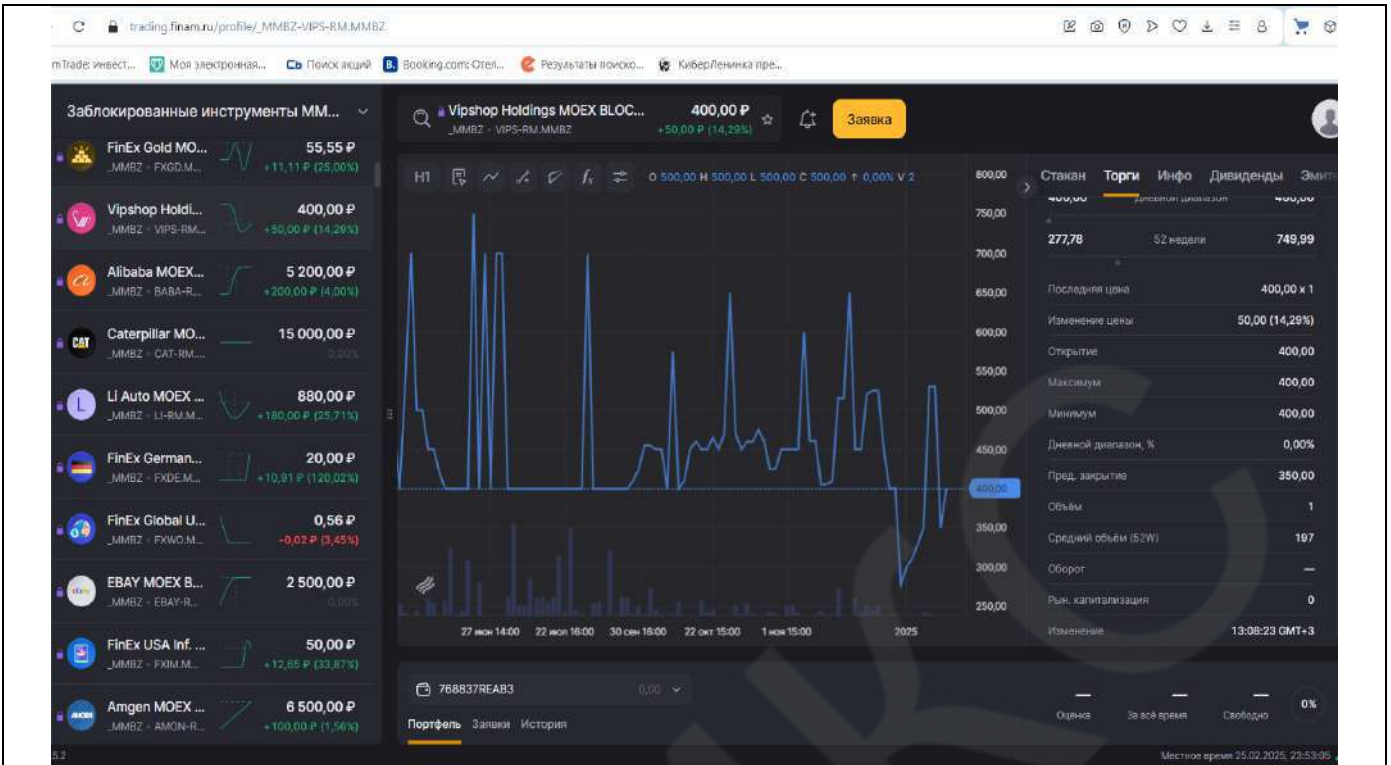 trading.finam.ru/profile/_MMBZ-VIPS-RM.MMBZ
mTrade: инвест... Моя электронная... Поиск акций Booking.com: Отел... Результаты поиско... КиберЛенинка пре...
Заблокированные инструменты MM...
FinEx Gold MO... 55,55 ₽
_MMBZ • FXGD.M... +11,11 ₽ (25,00%)
Vipshop Holdi... 400,00 ₽
_MMBZ • VIPS-RM... +50,00 ₽ (14,29%)
Alibaba MOEX... 5 200,00 ₽
_MMBZ • BABA-R... +200,00 ₽ (4,00%)
CAT
Caterpillar MO... 15 000,00 ₽
_MMBZ • CAT-RM.... 0,00%
L
Li Auto MOEX ... 880,00 ₽
_MMBZ • LI-RM.M... +180,00 ₽ (25,71%)
FinEx German... 20,00 ₽
_MMBZ • FXDE.M... +10,91 ₽ (120,02%)
FinEx Global U... 0,56 ₽
_MMBZ • FXWO.M... -0,02 ₽ (3,45%)
EBAY MOEX B... 2 500,00 ₽
_MMBZ • EBAY-R... 0,00%
FinEx USA Inf. ... 50,00 ₽
_MMBZ • FXIM.M... +12,65 ₽ (33,87%)
AMGEN
Amgen MOEX ... 6 500,00 ₽
_MMBZ • AMGN-R... +100,00 ₽ (1,56%)
Vipshop Holdings MOEX BLOC... 400,00 ₽
_MMBZ • VIPS-RM.MMBZ +50,00 ₽ (14,29%)
Заявка
H1 O 500,00 H 500,00 L 500,00 C 500,00 ↑ 0,00% V 2
800,00
750,00
700,00
650,00
600,00
550,00
500,00
450,00
400,00
350,00
300,00
250,00
27 июн 14:00 22 июл 16:00 30 сен 16:00 22 окт 15:00 1 ноя 15:00 2025
Стакан Торги Инфо Дивиденды Эмите
400,00 Дневной диапазон 400,00
277,78 52 недели 749,99
Последняя цена 400,00 x 1
Изменение цены 50,00 (14,29%)
Открытие 400,00
Максимум 400,00
Минимум 400,00
Дневной диапазон, % 0,00%
Пред. закрытие 350,00
Объём 1
Средний объём (52W) 197
Оборот —
Рын. капитализация 0
Изменение 13:08:23 GMT+3
768837REAB3 0,00
Портфель Заявки История
— — — 0%
Оценка За всё время Свободно
5.2 Местное время 25.02.2025, 23:53:05